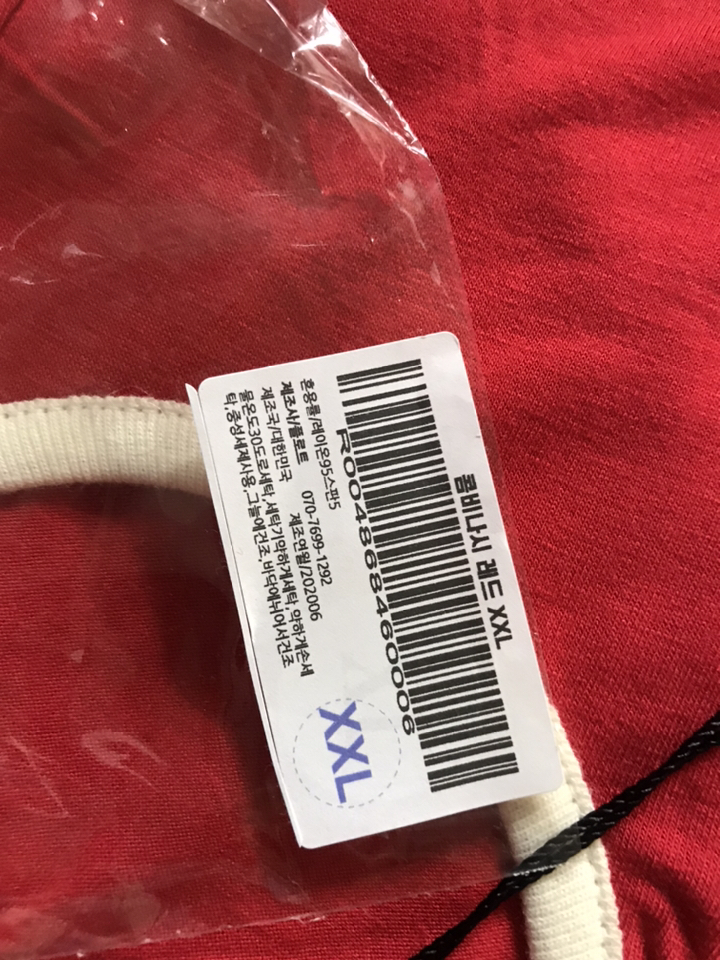 콤비나시 레드 XXL
R004868460006
혼용률/레이온95스판5
제조사/플로트 070-7699-1292
제조국/대한민국 제조연월/202006
물온도30도로세탁,세탁기약하게세탁,약하게손세
탁,중성세제사용,그늘에건조,바닥에뉘어서건조
XXL